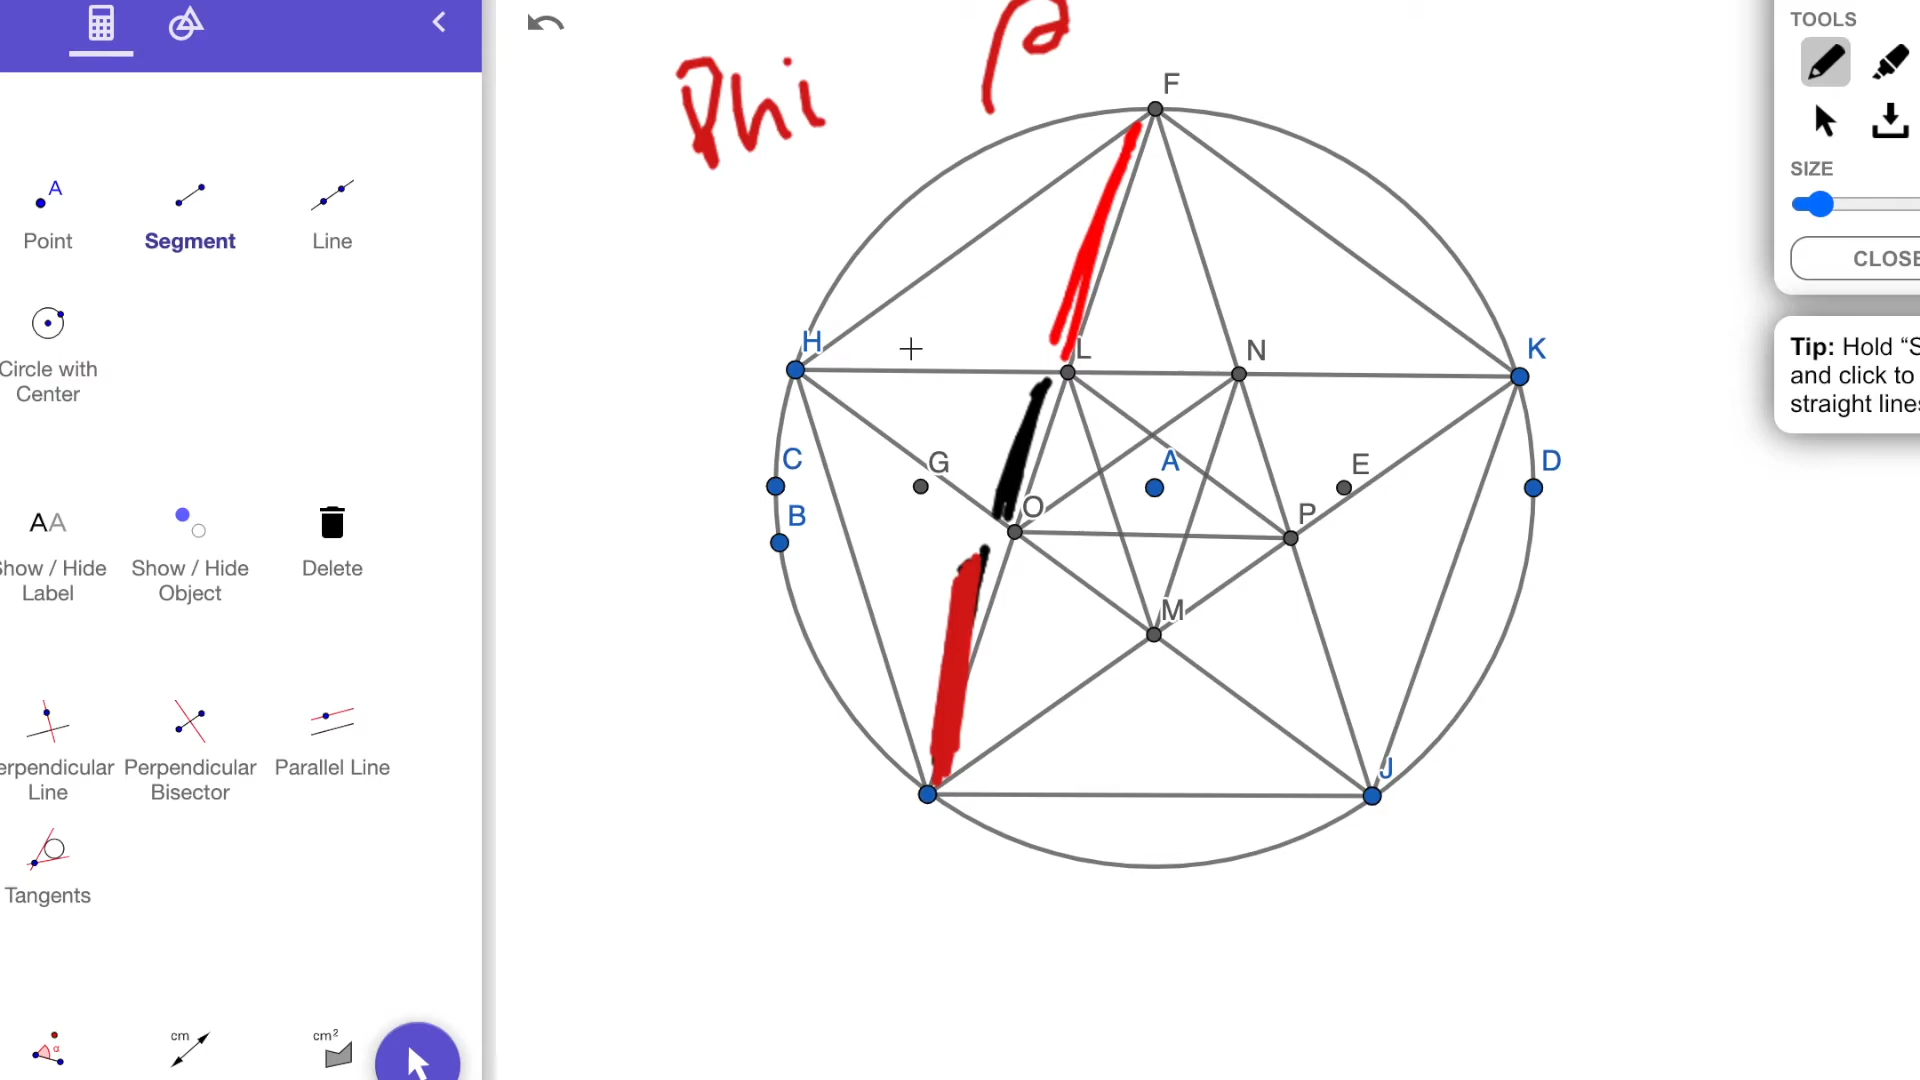 Point
Segment
Line
Circle with
Center
AA
Show / Hide
Label
Show / Hide
Object
Delete
Perpendicular
Line
Perpendicular
Bisector
Parallel Line
Tangents
cm
cm²
A
α
Phi
F
H
L
N
K
C
G
A
E
D
B
O
P
M
J
TOOLS
SIZE
CLOSE
Tip: Hold “S
and click to
straight lines